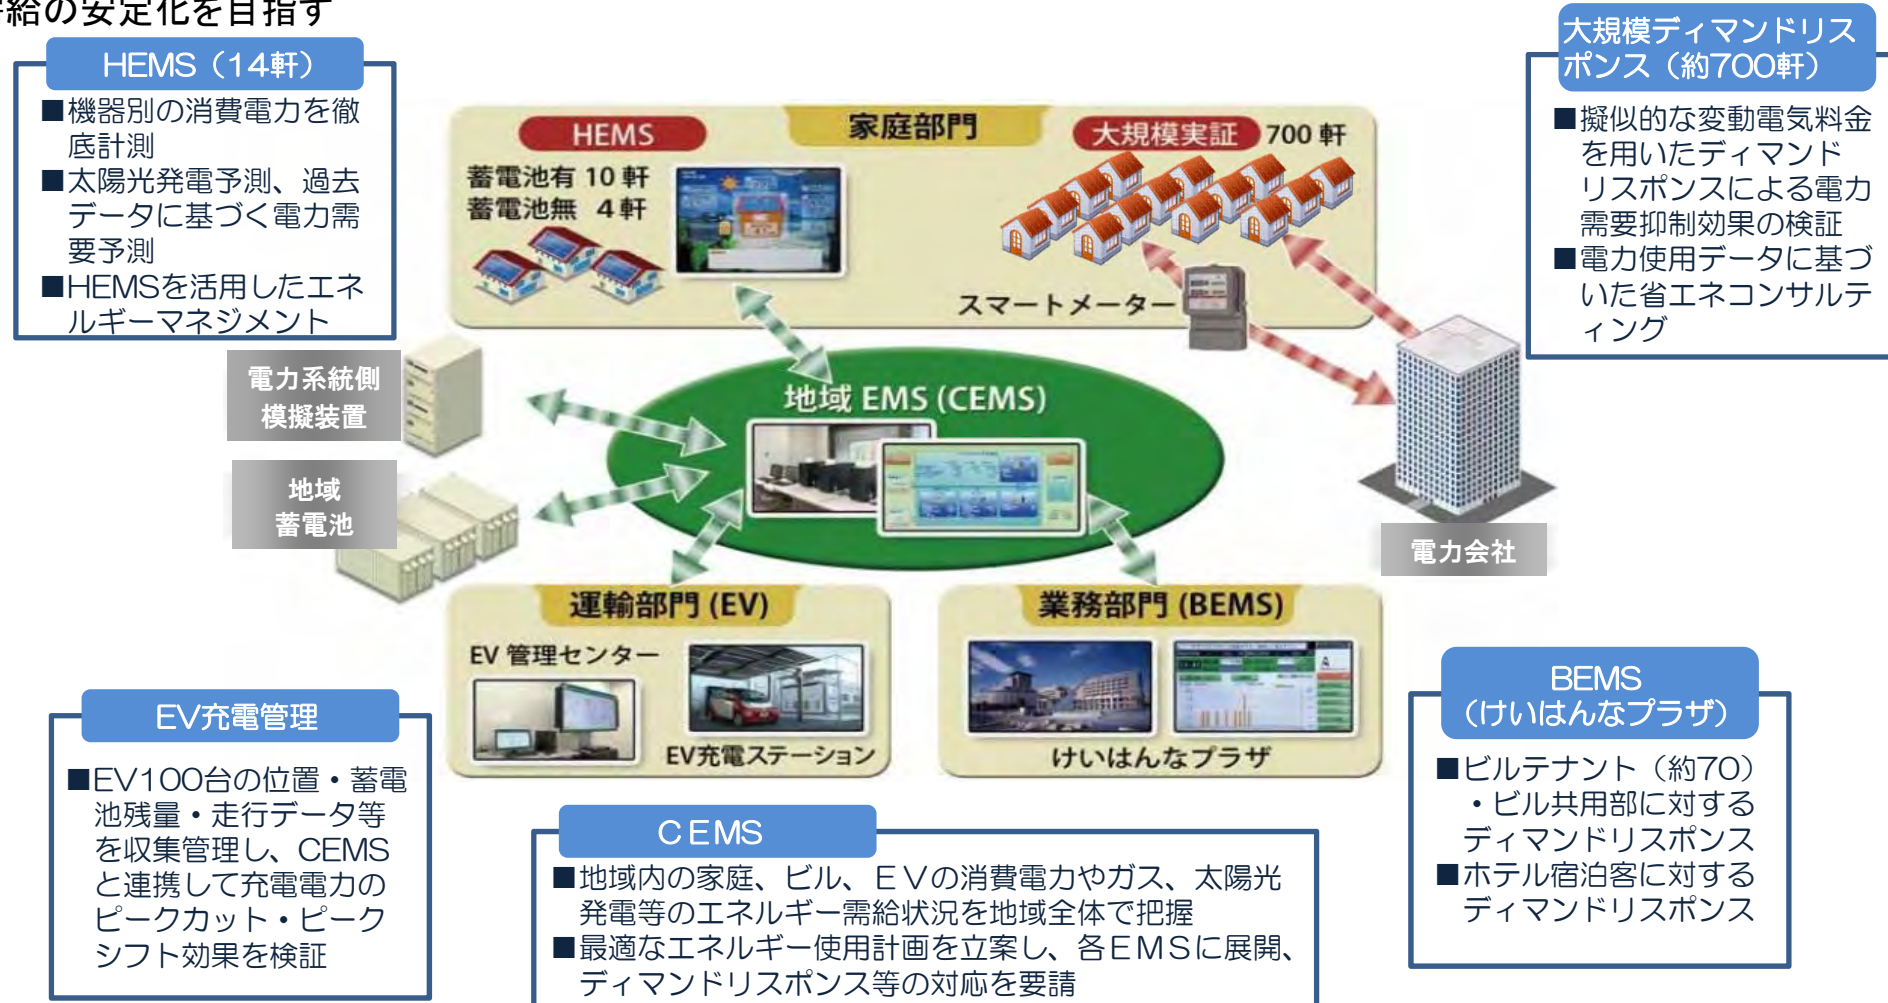 給の安定化を目指す
HEMS（14軒）
■機器別の消費電力を徹
底計測
■太陽光発電予測、過去
データに基づく電力需
要予測
■HEMSを活用したエネ
ルギーマネジメント
大規模ディマンドリス
ポンス（約700軒）
■擬似的な変動電気料金
を用いたディマンド
リスポンスによる電力
需要抑制効果の検証
■電力使用データに基づ
いた省エネコンサルテ
ィング
家庭部門
HEMS
蓄電池有 10 軒
蓄電池無 4 軒
大規模実証 700 軒
スマートメーター
電力系統側
模擬装置
地域
蓄電池
地域 EMS (CEMS)
電力会社
運輸部門 (EV)
EV 管理センター
EV充電ステーション
業務部門 (BEMS)
けいはんなプラザ
EV充電管理
■EV100台の位置・蓄電
池残量・走行データ等
を収集管理し、CEMS
と連携して充電電力の
ピークカット・ピーク
シフト効果を検証
CEMS
■地域内の家庭、ビル、ＥＶの消費電力やガス、太陽光
発電等のエネルギー需給状況を地域全体で把握
■最適なエネルギー使用計画を立案し、各ＥＭＳに展開、
ディマンドリスポンス等の対応を要請
BEMS
（けいはんなプラザ）
■ビルテナント（約70）
・ビル共用部に対する
ディマンドリスポンス
■ホテル宿泊客に対する
ディマンドリスポンス